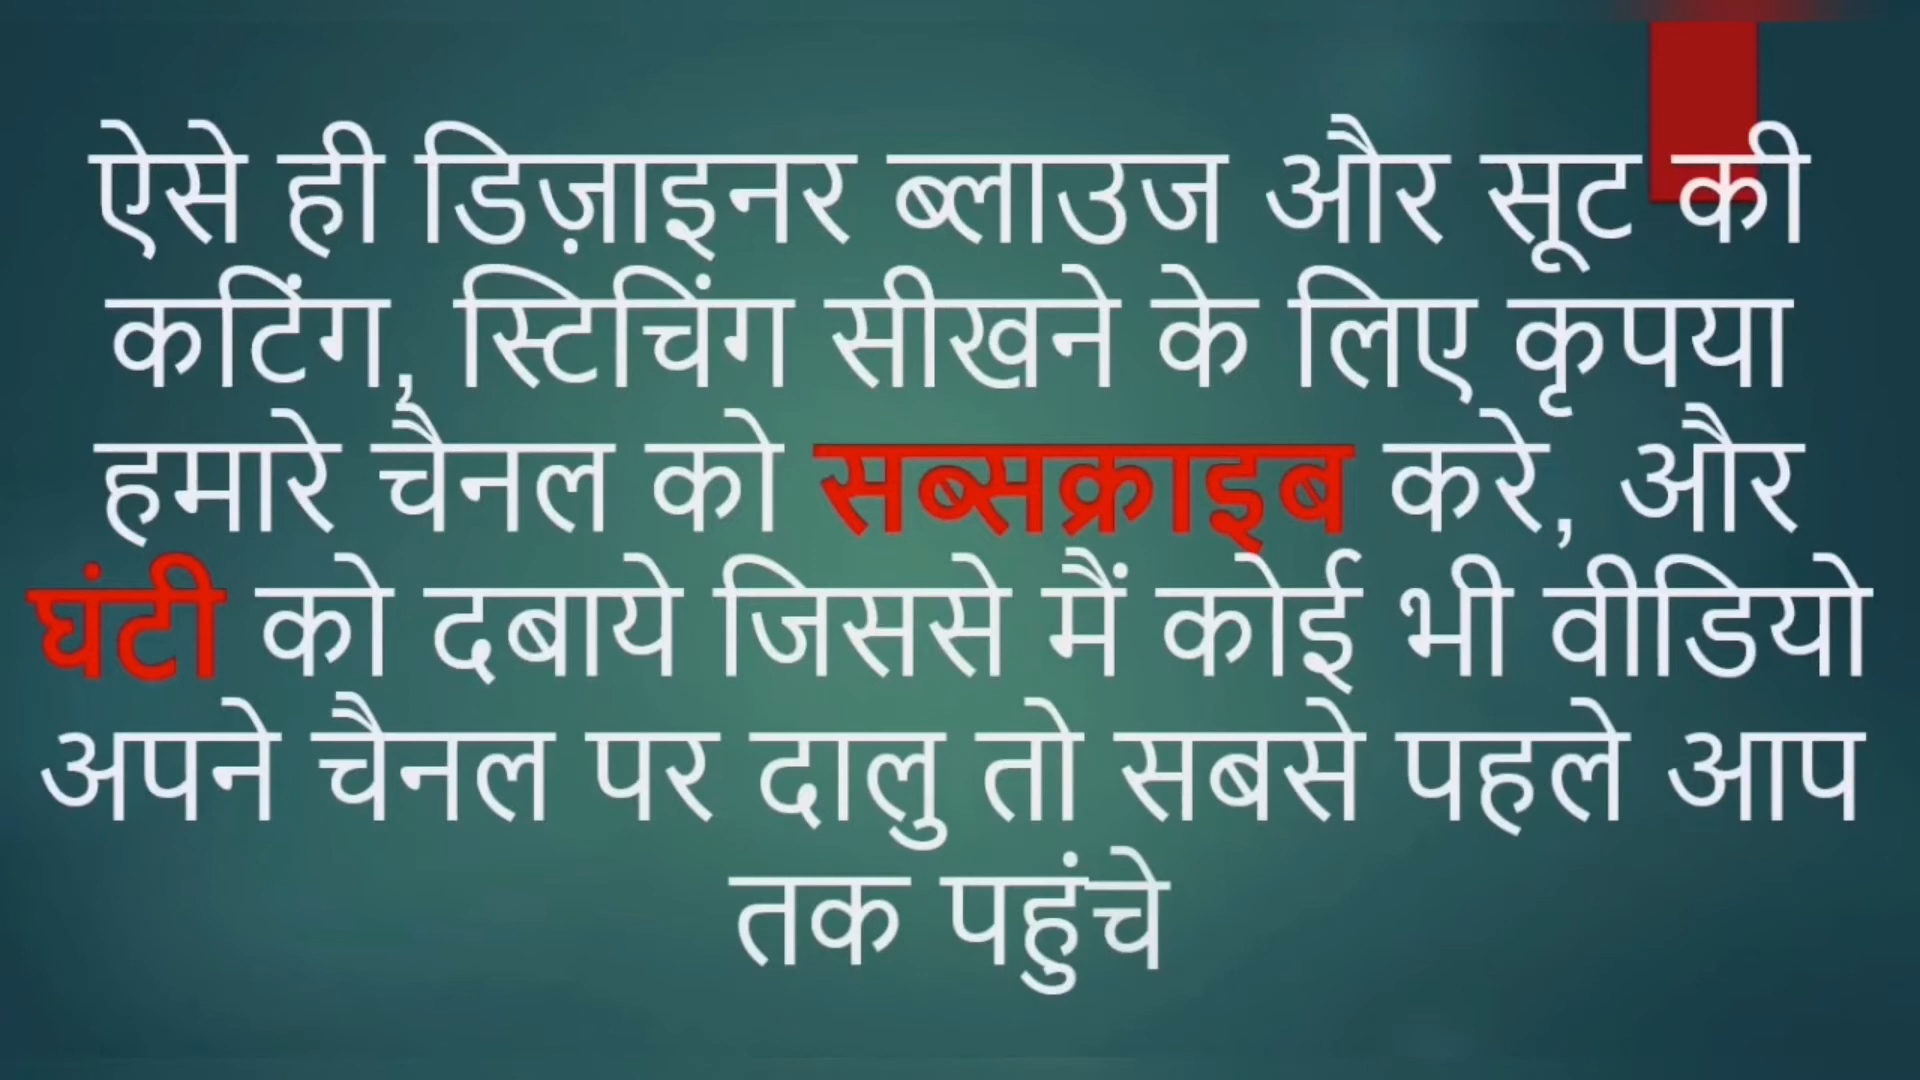 ऐसे ही डिज़ाइनर ब्लाउज और सूट की
कटिंग, स्टिचिंग सीखने के लिए कृपया
हमारे चैनल को सब्सक्राइब करे, और
घंटी को दबाये जिससे मैं कोई भी वीडियो
अपने चैनल पर दालु तो सबसे पहले आप
तक पहुंचे